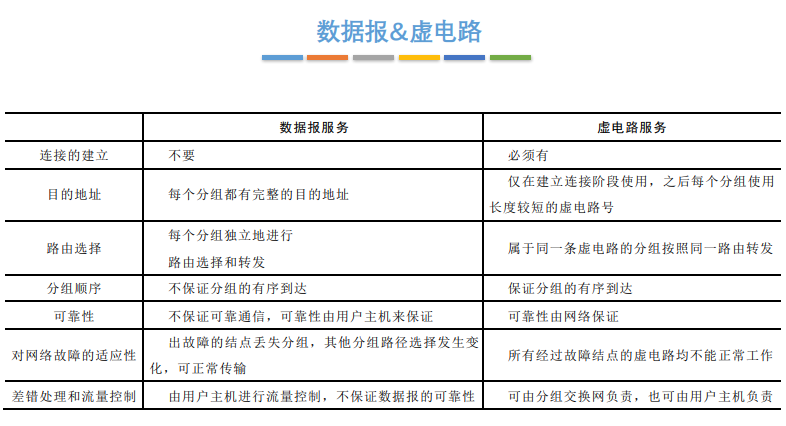 数据报&虚电路
数据报服务 虚电路服务
连接的建立 不要 必须有
目的地址 每个分组都有完整的目的地址 仅在建立连接阶段使用，之后每个分组使用
长度较短的虚电路号
路由选择 每个分组独立地进行
路由选择和转发 属于同一条虚电路的分组按照同一路由转发
分组顺序 不保证分组的有序到达 保证分组的有序到达
可靠性 不保证可靠通信，可靠性由用户主机来保证 可靠性由网络保证
对网络故障的适应性 出故障的结点丢失分组，其他分组路径选择发生变
化，可正常传输 所有经过故障结点的虚电路均不能正常工作
差错处理和流量控制 由用户主机进行流量控制，不保证数据报的可靠性 可由分组交换网负责，也可由用户主机负责